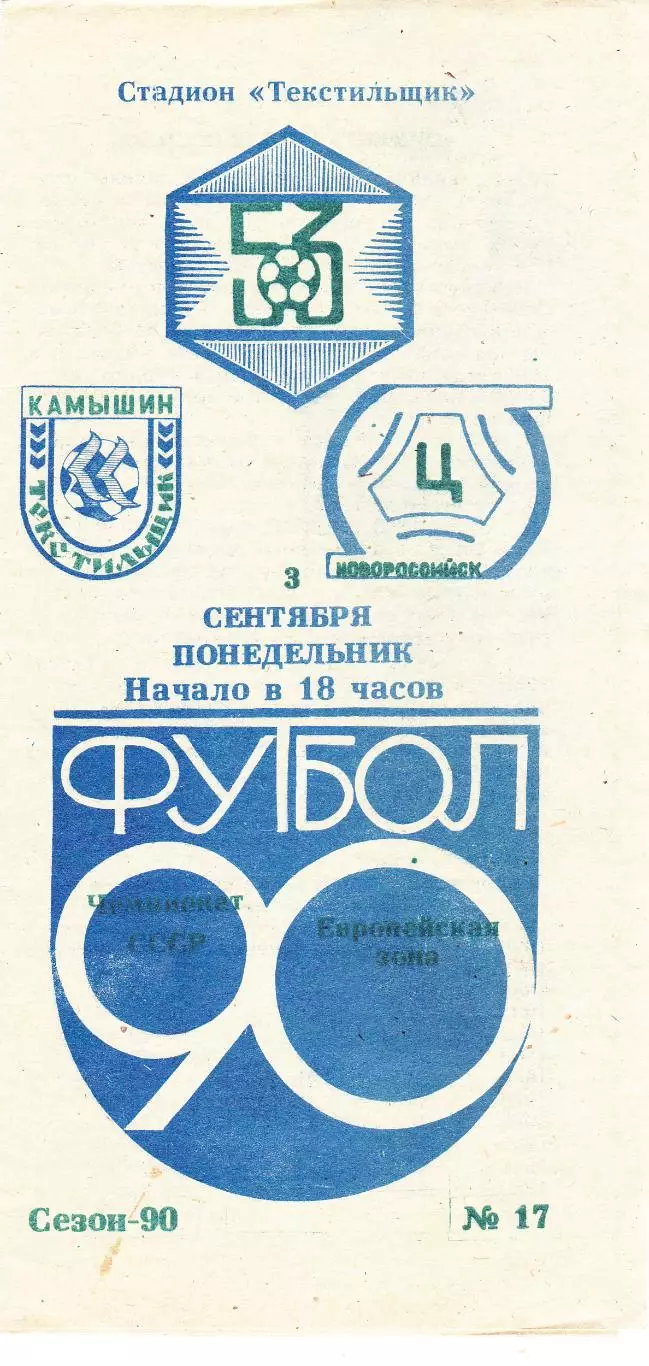 Стадион «Текстильщик»
53
КАМЫШИН
ТЕКСТИЛЬЩИК
Ц
НОВОРОССИЙСК
3
СЕНТЯБРЯ
ПОНЕДЕЛЬНИК
Начало в 18 часов
ФУТБОЛ
90
Чемпионат
СССР
Европейская
зона
Сезон-90
№ 17